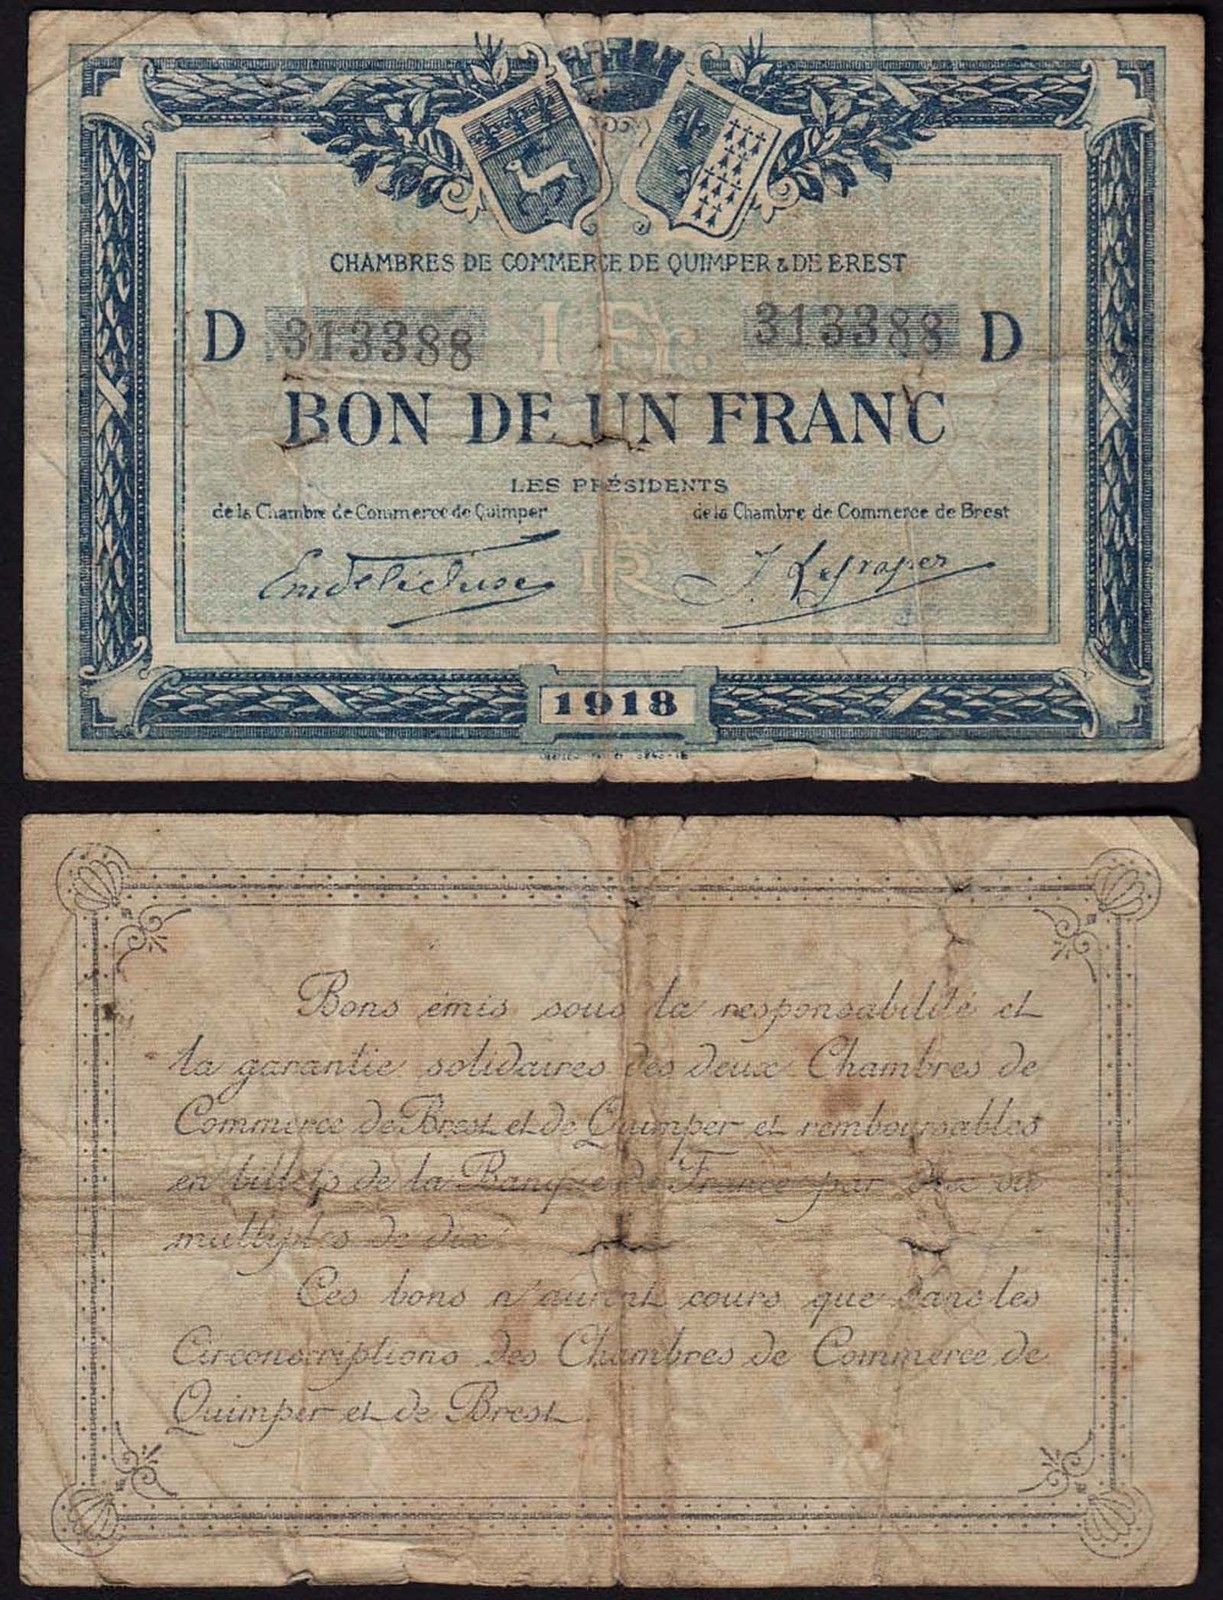 CHAMBRES DE COMMERCE DE QUIMPER & DE BREST
1 Fr.
D 313388 313388 D
BON DE UN FRANC
LES PRÉSIDENTS
de la Chambre de Commerce de Quimper de la Chambre de Commerce de Brest
1918
Bons émis sous la responsabilité et
la garantie solidaires des deux Chambres de
Commerce de Brest et de Quimper et remboursables
en billets de la Banque de France par dix ou
multiples de dix.
Ces bons n'auront cours que dans les
Circonscriptions des Chambres de Commerce de
Quimper et de Brest.